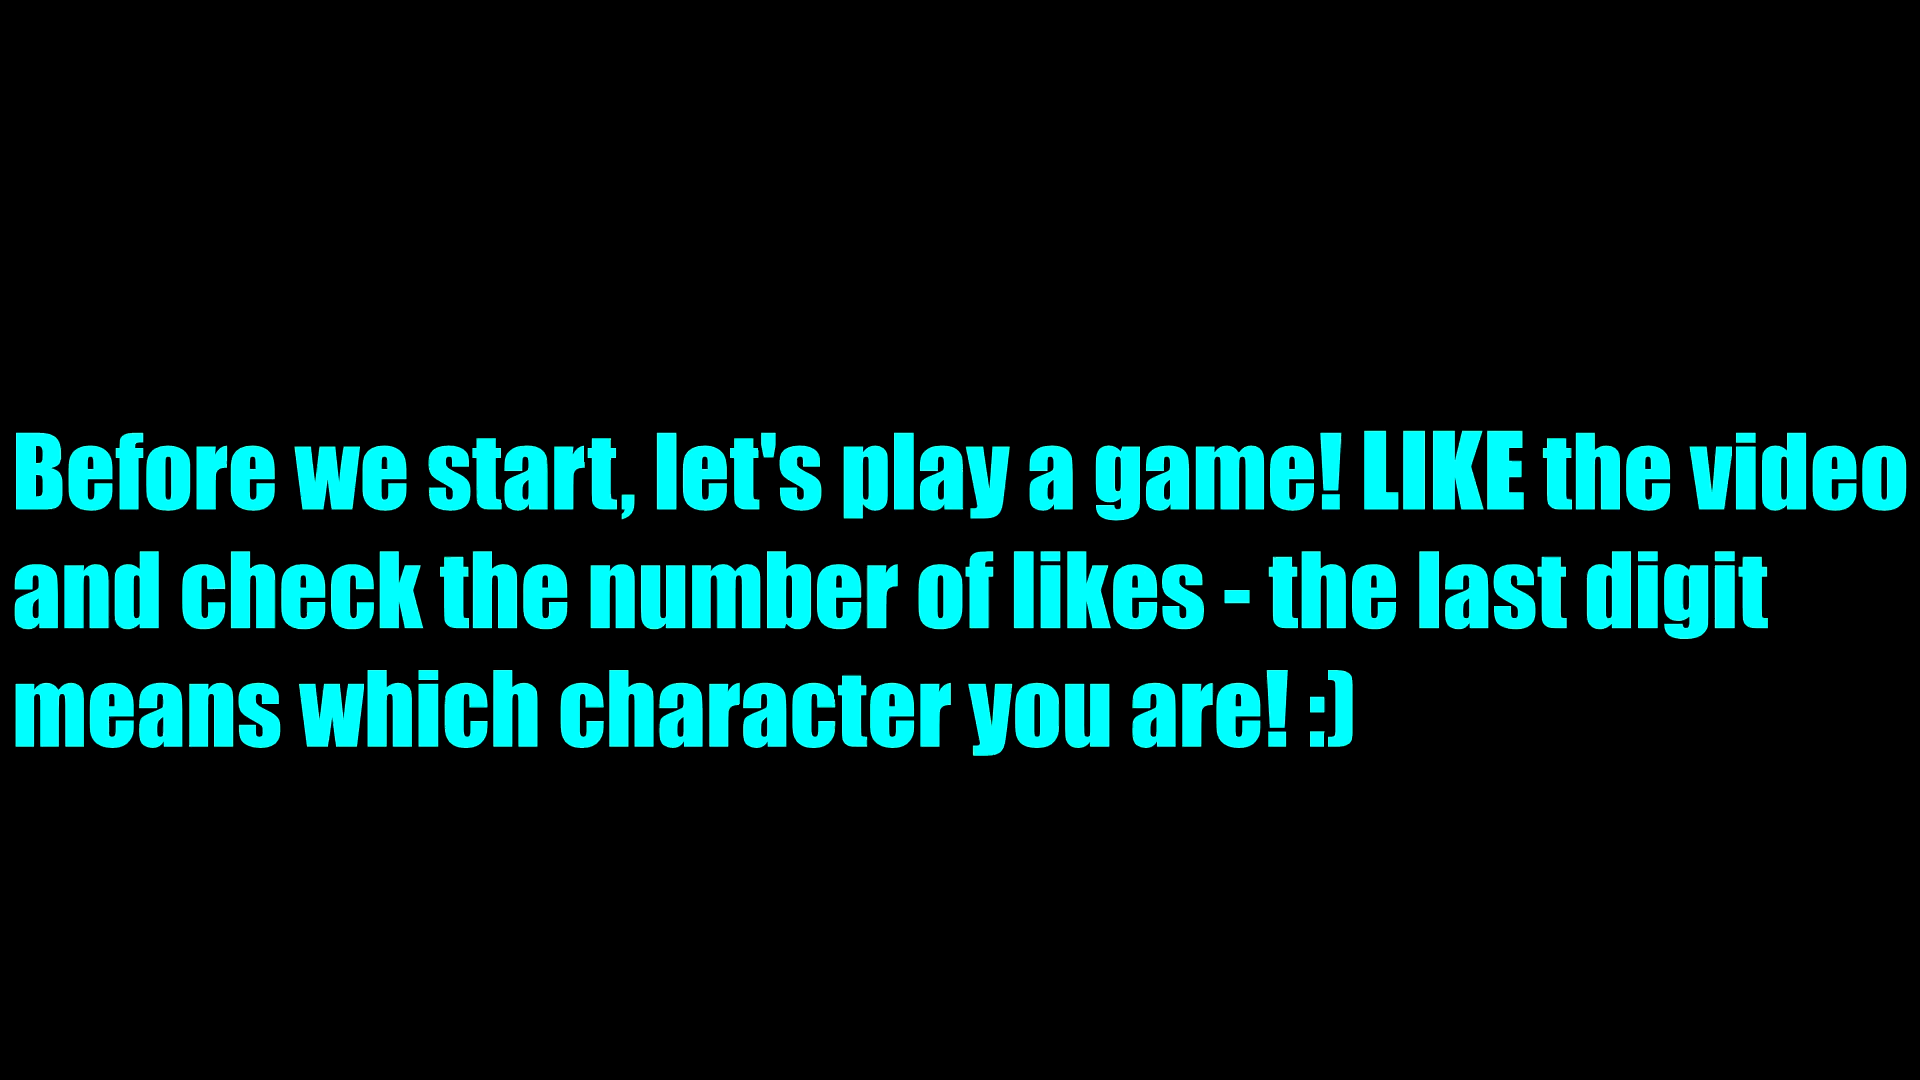 Before we start, let's play a game! LIKE the video
and check the number of likes - the last digit
means which character you are! :)